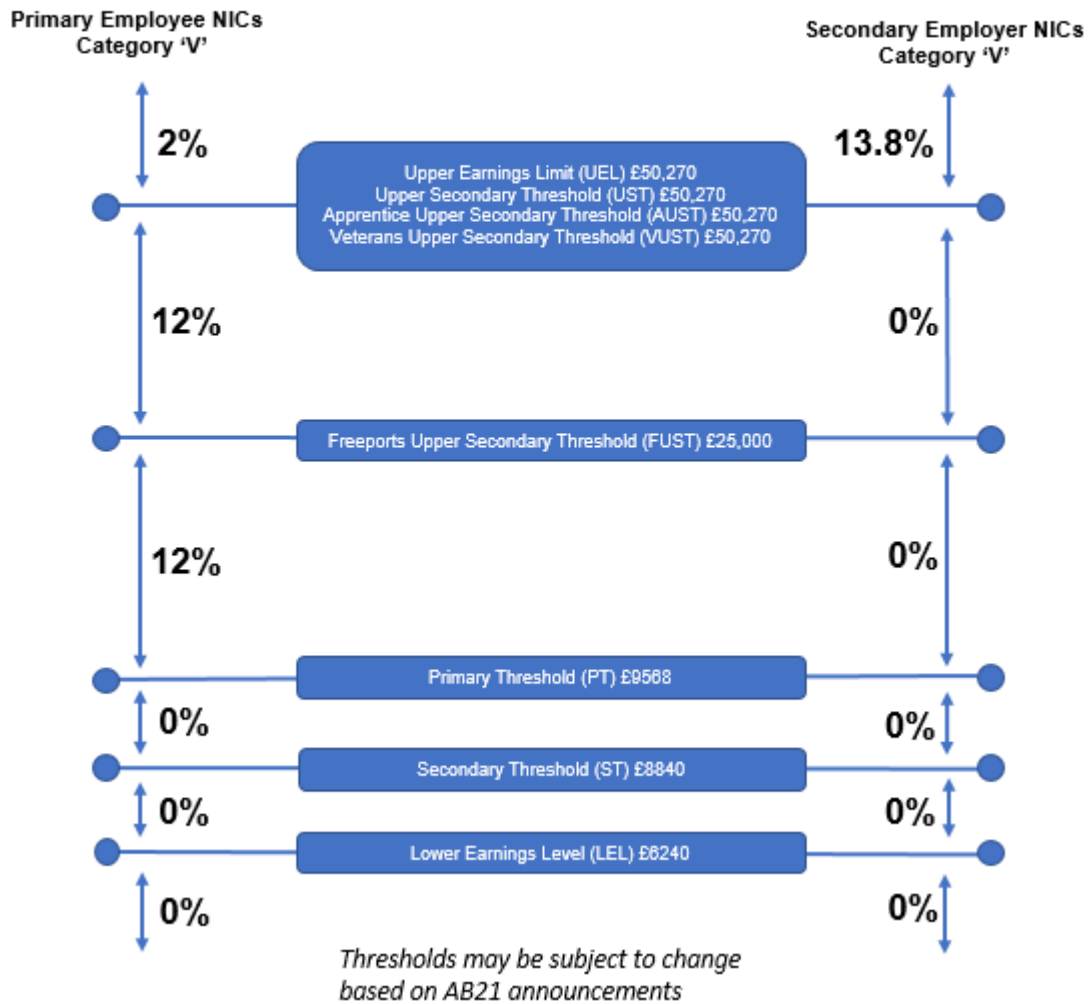 Primary Employee NICs
Category ‘V’
Secondary Employer NICs
Category ‘V’
2%
13.8%
Upper Earnings Limit (UEL) £50,270
Upper Secondary Threshold (UST) £50,270
Apprentice Upper Secondary Threshold (AUST) £50,270
Veterans Upper Secondary Threshold (VUST) £50,270
12%
0%
Freeports Upper Secondary Threshold (FUST) £25,000
12%
0%
Primary Threshold (PT) £9568
0%
0%
Secondary Threshold (ST) £8840
0%
0%
Lower Earnings Level (LEL) £6240
0%
0%
Thresholds may be subject to change
based on AB21 announcements